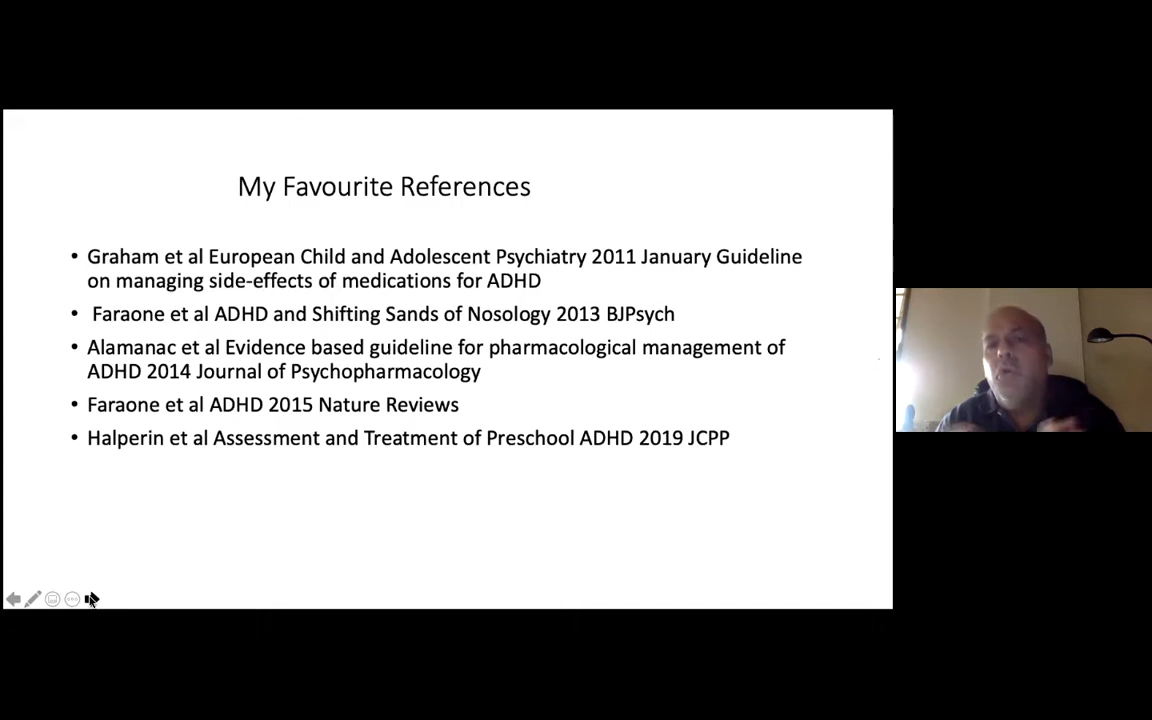 My Favourite References
• Graham et al European Child and Adolescent Psychiatry 2011 January Guideline
on managing side-effects of medications for ADHD
• Faraone et al ADHD and Shifting Sands of Nosology 2013 BJPsych
• Alamanac et al Evidence based guideline for pharmacological management of
ADHD 2014 Journal of Psychopharmacology
• Faraone et al ADHD 2015 Nature Reviews
• Halperin et al Assessment and Treatment of Preschool ADHD 2019 JCPP